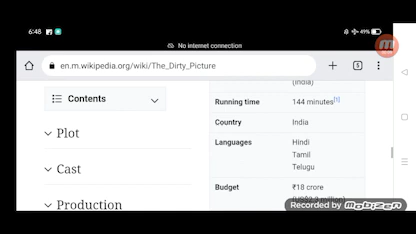 6:48
49%
No internet connection
en.m.wikipedia.org/wiki/The_Dirty_Picture
5
Contents
Plot
Cast
Production
(India)
Running time 144 minutes[1]
Country India
Languages Hindi
Tamil
Telugu
Budget ₹18 crore
Recorded by MOBIZEN